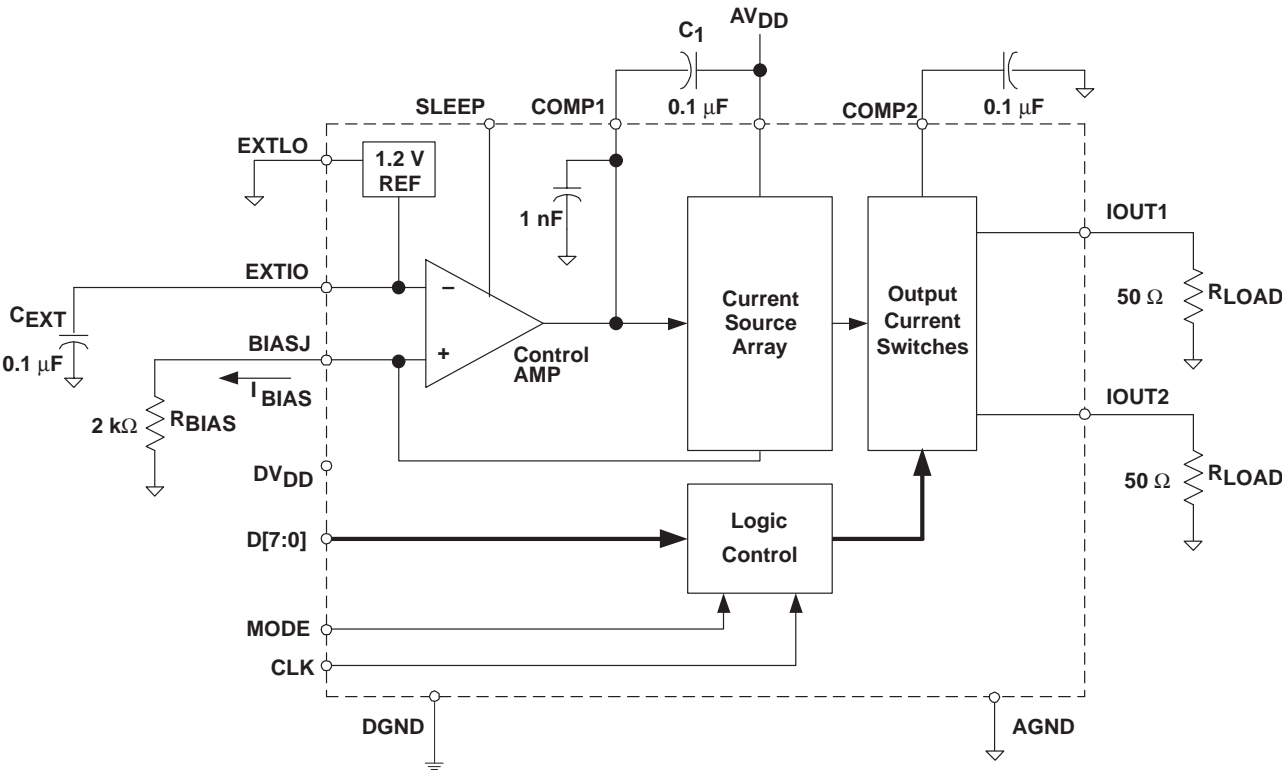 AVDD
C1
0.1 µF
0.1 µF
SLEEP
COMP1
COMP2
EXTLO
1.2 V
REF
1 nF
IOUT1
EXTIO
−
Current
Source
Array
Output
Current
Switches
50 Ω
RLOAD
CEXT
0.1 µF
BIASJ
+
Control
AMP
IBIAS
2 kΩ
RBIAS
IOUT2
DVDD
50 Ω
RLOAD
D[7:0]
Logic
Control
MODE
CLK
DGND
AGND